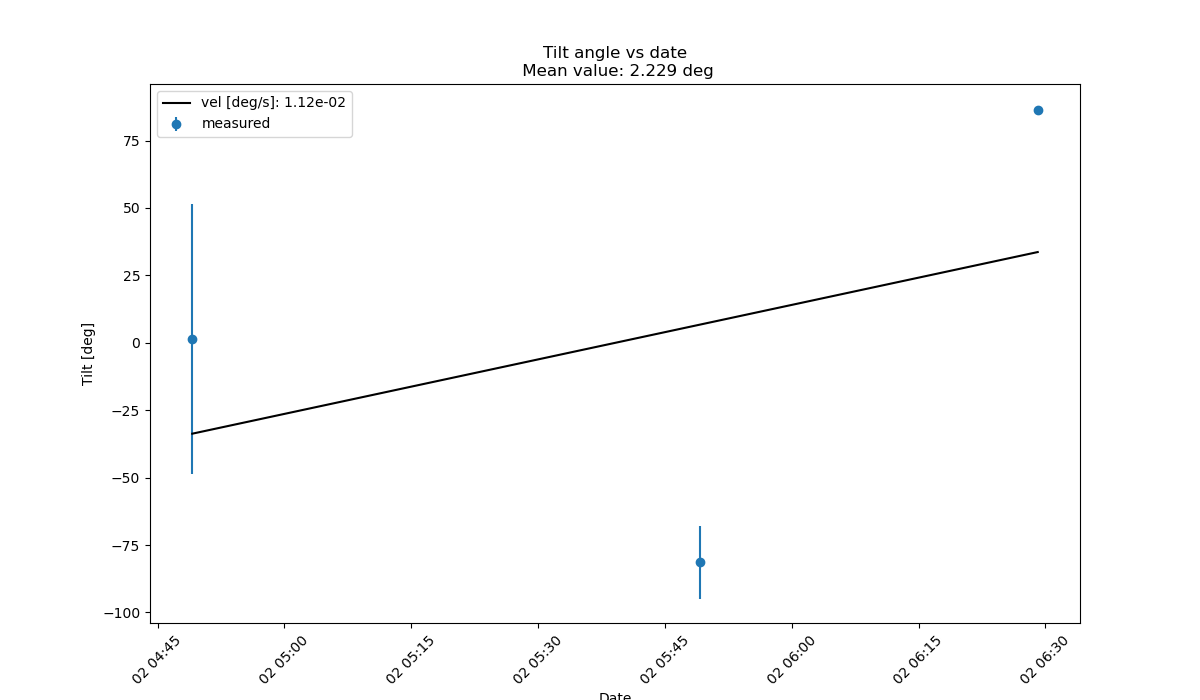 Tilt angle vs date
Mean value: 2.229 deg
vel [deg/s]: 1.12e-02
measured
75
50
25
0
−25
−50
−75
−100
Tilt [deg]
02 04:45
02 05:00
02 05:15
02 05:30
02 05:45
02 06:00
02 06:15
02 06:30
Date